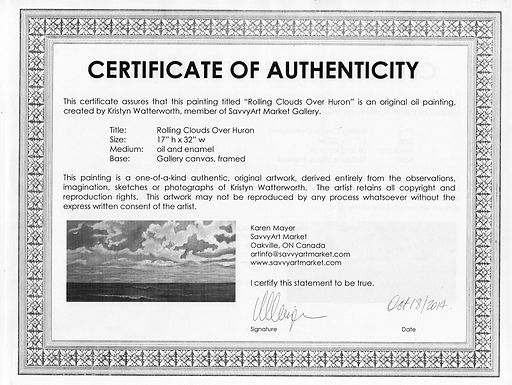 CERTIFICATE OF AUTHENTICITY
This certificate assures that this painting titled "Rolling Clouds Over Huron" is an original oil painting,
created by Kristyn Watterworth, member of SavvyArt Market Gallery.
Title: Rolling Clouds Over Huron
Size: 17" h x 32" w
Medium: oil and enamel
Base: Gallery canvas, framed
This painting is a one-of-a-kind authentic, original artwork, derived entirely from the observations,
imagination, sketches or photographs of Kristyn Watterworth. The artist retains all copyright and
reproduction rights. This artwork may not be reproduced by any process whatsoever without the
express written consent of the artist.
Karen Mayer
SavvyArt Market
Oakville, ON Canada
artinfo@savvyartmarket.com
www.savvyartmarket.com
I certify this statement to be true.
Oct 18/2014.
Signature Date